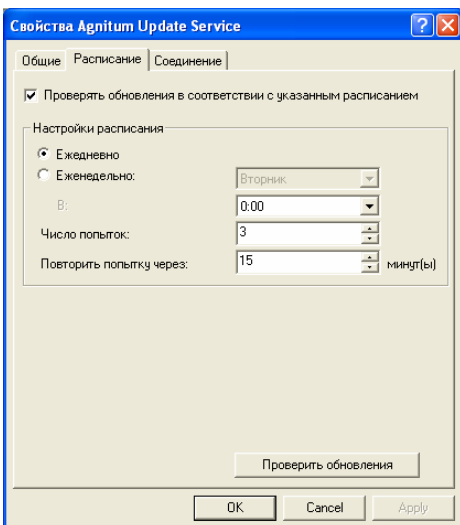 Свойства Agnitum Update Service
Общие Расписание Соединение
Проверять обновления в соответствии с указанным расписанием
Настройки расписания
Ежедневно
Еженедельно: Вторник
В: 0:00
Число попыток: 3
Повторить попытку через: 15 минут(ы)
Проверить обновления
OK Cancel Apply